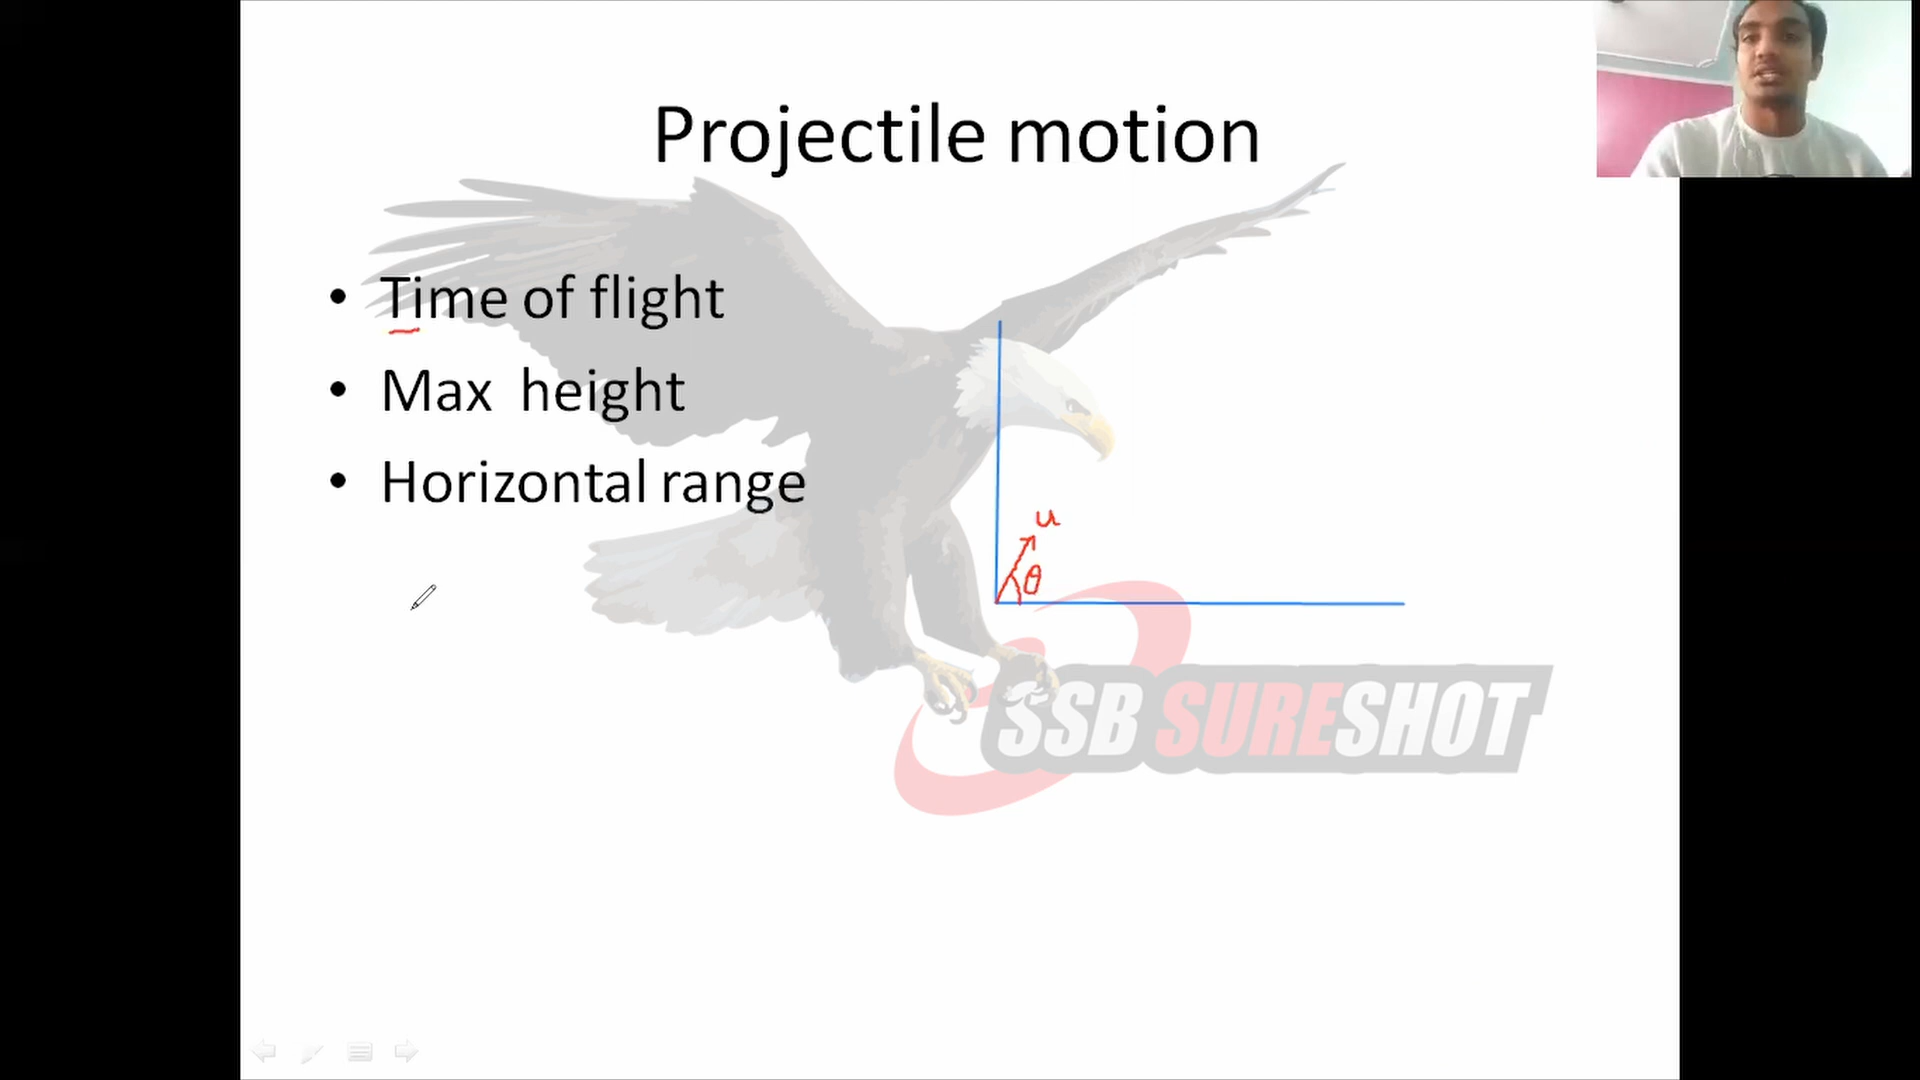 Projectile motion
• Time of flight
• Max height
• Horizontal range
u
θ
SSB SURESHOT